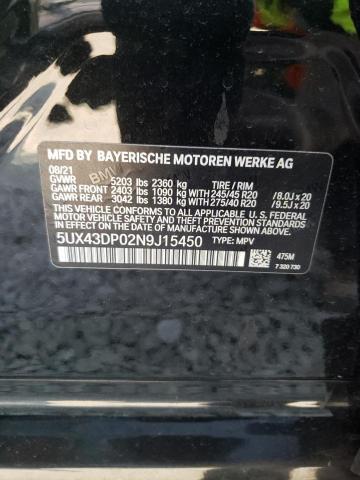 MFD BY BAYERISCHE MOTOREN WERKE AG
08/21
GVWR 5203 lbs 2360 kg TIRE / RIM
GAWR FRONT 2403 lbs 1090 kg 245/45 R20 / 8.0J x 20
GAWR REAR 3042 lbs 1380 kg 275/40 R20 / 9.5J x 20
THIS VEHICLE CONFORMS TO ALL APPLICABLE
U.S. FEDERAL MOTOR VEHICLE SAFETY, BUMPER, AND
THEFT PREVENTION STANDARDS IN EFFECT ON THE
DATE OF MANUFACTURE SHOWN ABOVE.
5UX43DP02N9J15450 TYPE: MPV
475M
7 320 730